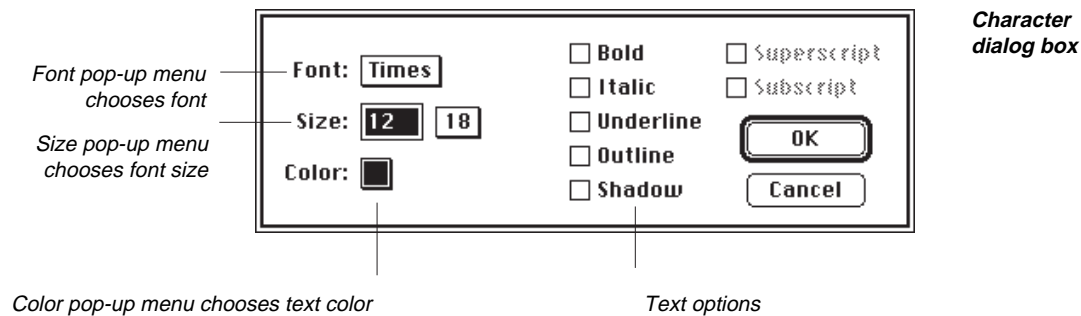 Character
dialog box
Font pop-up menu
chooses font
Size pop-up menu
chooses font size
Font: Times
Size: 12 18
Color:
Bold
Italic
Underline
Outline
Shadow
Superscript
Subscript
OK
Cancel
Color pop-up menu chooses text color
Text options